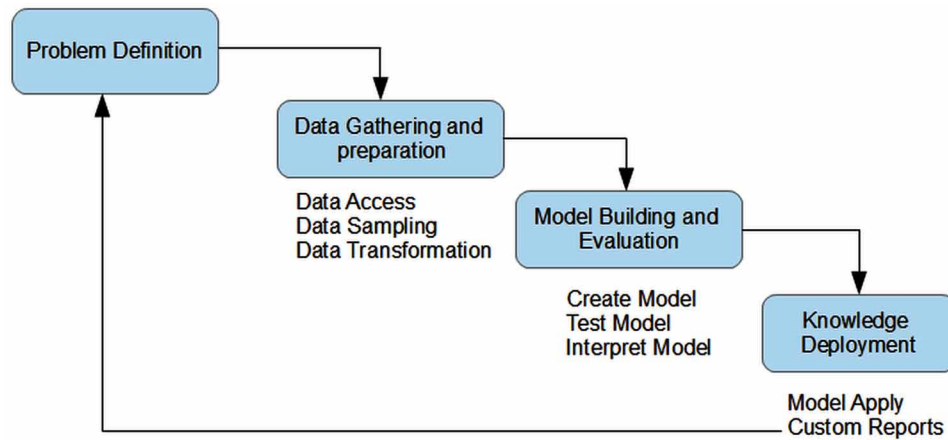 Problem Definition
Data Gathering and
preparation
Data Access
Data Sampling
Data Transformation
Model Building and
Evaluation
Create Model
Test Model
Interpret Model
Knowledge
Deployment
Model Apply
Custom Reports